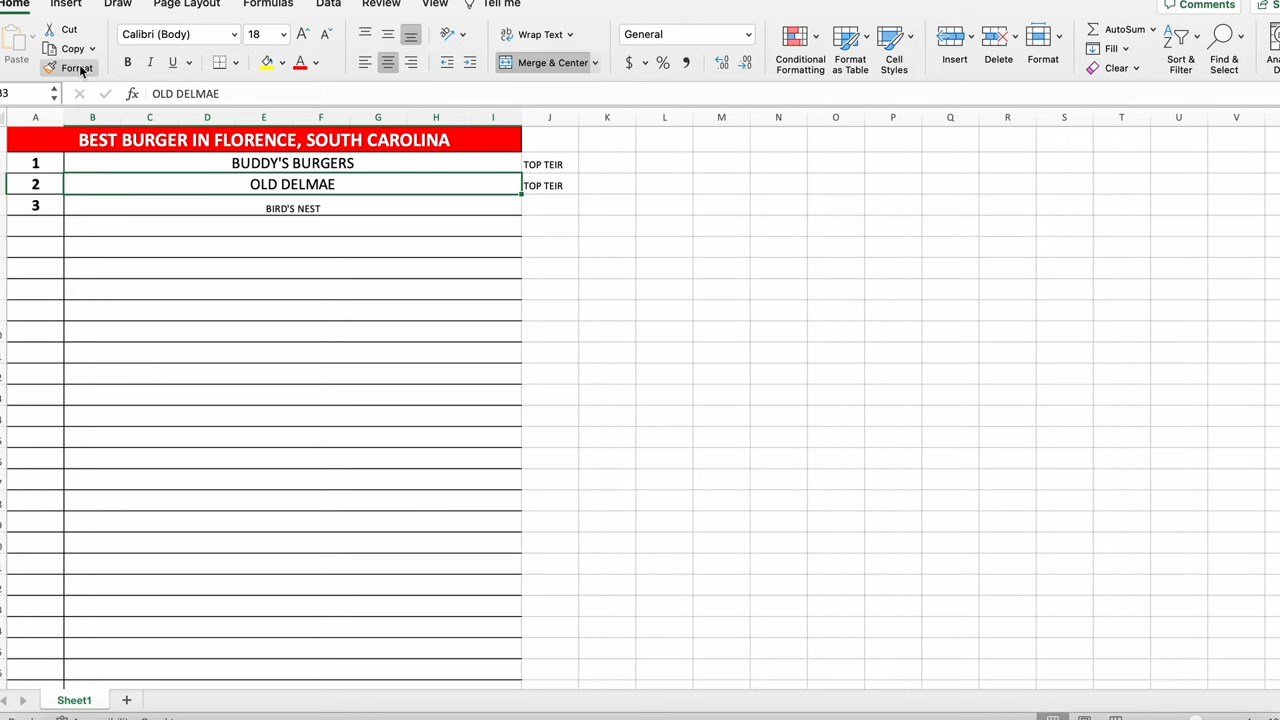 Home Insert Draw Page Layout Formulas Data Review View Tell me Comments
Cut Calibri (Body) 18 Wrap Text General AutoSum
Paste Copy Fill
Format Merge & Center Conditional Formatting Format as Table Cell Styles Insert Delete Format Clear Sort & Filter Find & Select
B3 fx OLD DELMAE
A B C D E F G H I J K L M N O P Q R S T U V
BEST BURGER IN FLORENCE, SOUTH CAROLINA
1 BUDDY'S BURGERS TOP TEIR
2 OLD DELMAE TOP TEIR
3 BIRD'S NEST
Sheet1